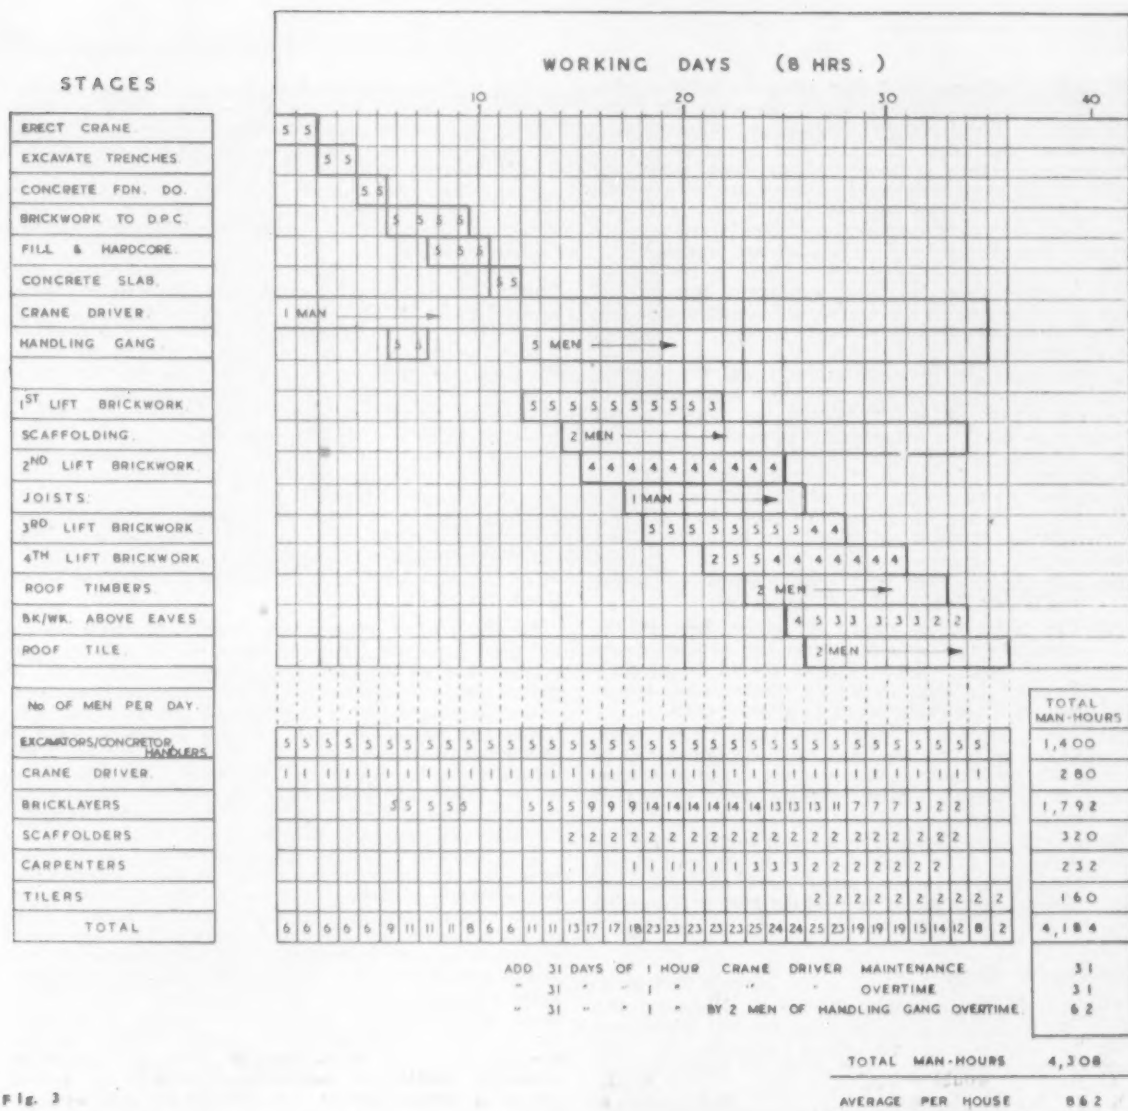 WORKING DAYS (8 HRS.)
STAGES
10 20 30 40
ERECT CRANE. 5 5
EXCAVATE TRENCHES 5 5
CONCRETE FDN. DO. 5 5
BRICKWORK TO D.P.C. 5 5 5 5
FILL & HARDCORE. 5 5 5
CONCRETE SLAB. 5 5
CRANE DRIVER. 1 MAN
HANDLING GANG. 5 5 5 MEN
1ST LIFT BRICKWORK. 5 5 5 5 5 5 5 5 5 3
SCAFFOLDING. 2 MEN
2ND LIFT BRICKWORK 4 4 4 4 4 4 4 4 4 4
JOISTS. 1 MAN
3RD LIFT BRICKWORK 5 5 5 5 5 5 5 5 4 4
4TH LIFT BRICKWORK 2 5 5 4 4 4 4 4 4 4
ROOF TIMBERS 2 MEN
BK/WK. ABOVE EAVES 4 5 3 3 3 3 3 2 2
ROOF TILE. 2 MEN
No OF MEN PER DAY. TOTAL
MAN-HOURS
EXCAVATORS/CONCRETOR HANDLERS 5 5 5 5 5 5 5 5 5 5 5 5 5 5 5 5 5 5 5 5 5 5 5 5 5 5 5 5 5 5 5 5 5 5 5 1,400
CRANE DRIVER. 1 1 1 1 1 1 1 1 1 1 1 1 1 1 1 1 1 1 1 1 1 1 1 1 1 1 1 1 1 1 1 1 1 1 1 280
BRICKLAYERS 5 5 5 5 5 5 5 9 9 9 14 14 14 14 14 14 13 13 13 11 7 7 7 3 2 2 1,792
SCAFFOLDERS 2 2 2 2 2 2 2 2 2 2 2 2 2 2 2 2 2 2 2 2 320
CARPENTERS 1 1 1 1 1 1 3 3 3 2 2 2 2 2 2 2 232
TILERS 2 2 2 2 2 2 2 2 2 2 160
TOTAL 6 6 6 6 6 9 11 11 11 8 6 6 11 11 13 17 17 18 23 23 23 23 23 25 24 24 25 23 19 19 19 15 14 12 8 2 4,184
ADD 31 DAYS OF 1 HOUR CRANE DRIVER MAINTENANCE 31
" 31 " " 1 " " " OVERTIME 31
" 31 " " 1 " BY 2 MEN OF HANDLING GANG OVERTIME. 62
TOTAL MAN-HOURS 4,308
AVERAGE PER HOUSE 862
Fig. 3